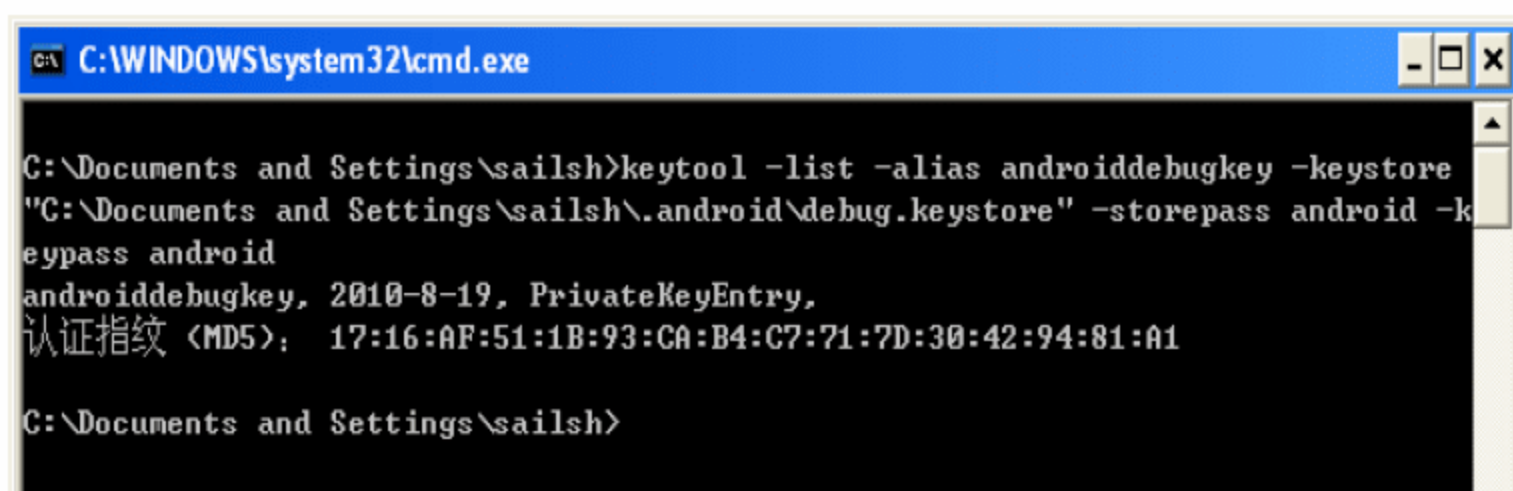 C:\WINDOWS\system32\cmd.exe
C:\Documents and Settings\sailsh>keytool -list -alias androiddebugkey -keystore
"C:\Documents and Settings\sailsh\.android\debug.keystore" -storepass android -k
eypass android
androiddebugkey, 2010-8-19, PrivateKeyEntry,
认证指纹 (MD5)： 17:16:AF:51:1B:93:CA:B4:C7:71:7D:30:42:94:81:A1
C:\Documents and Settings\sailsh>